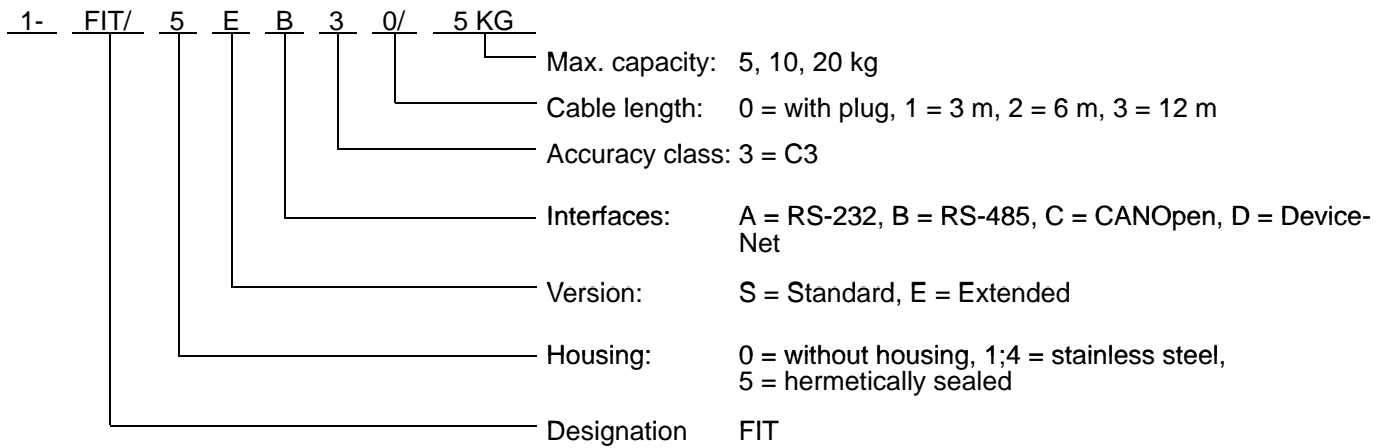 1- FIT/ 5 E B 3 0/ 5 KG
Max. capacity: 5, 10, 20 kg
Cable length: 0 = with plug, 1 = 3 m, 2 = 6 m, 3 = 12 m
Accuracy class: 3 = C3
Interfaces: A = RS-232, B = RS-485, C = CANOpen, D = Device-
Net
Version: S = Standard, E = Extended
Housing: 0 = without housing, 1;4 = stainless steel,
5 = hermetically sealed
Designation FIT